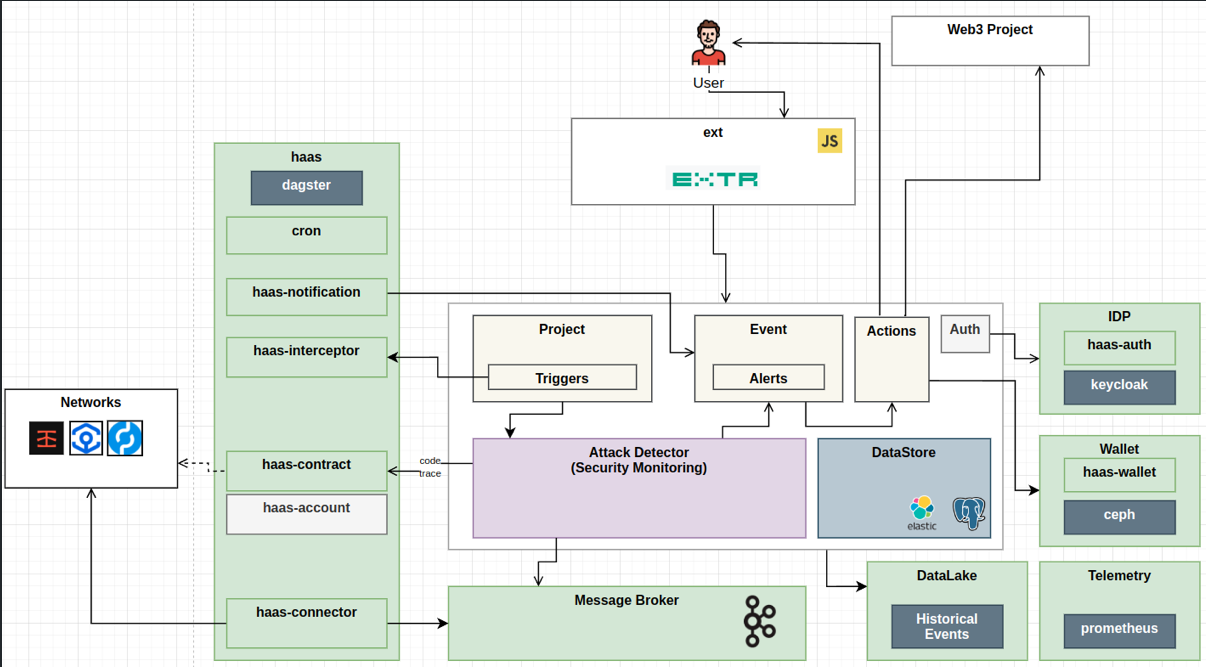 Web3 Project
User
ext
JS
EXTR
haas
dagster
cron
haas-notification
haas-interceptor
Networks
haas-contract
haas-account
haas-connector
Project
Triggers
Event
Alerts
Actions
Auth
IDP
haas-auth
keycloak
code
trace
Attack Detector
(Security Monitoring)
DataStore
elastic
Wallet
haas-wallet
ceph
Message Broker
DataLake
Historical
Events
Telemetry
prometheus